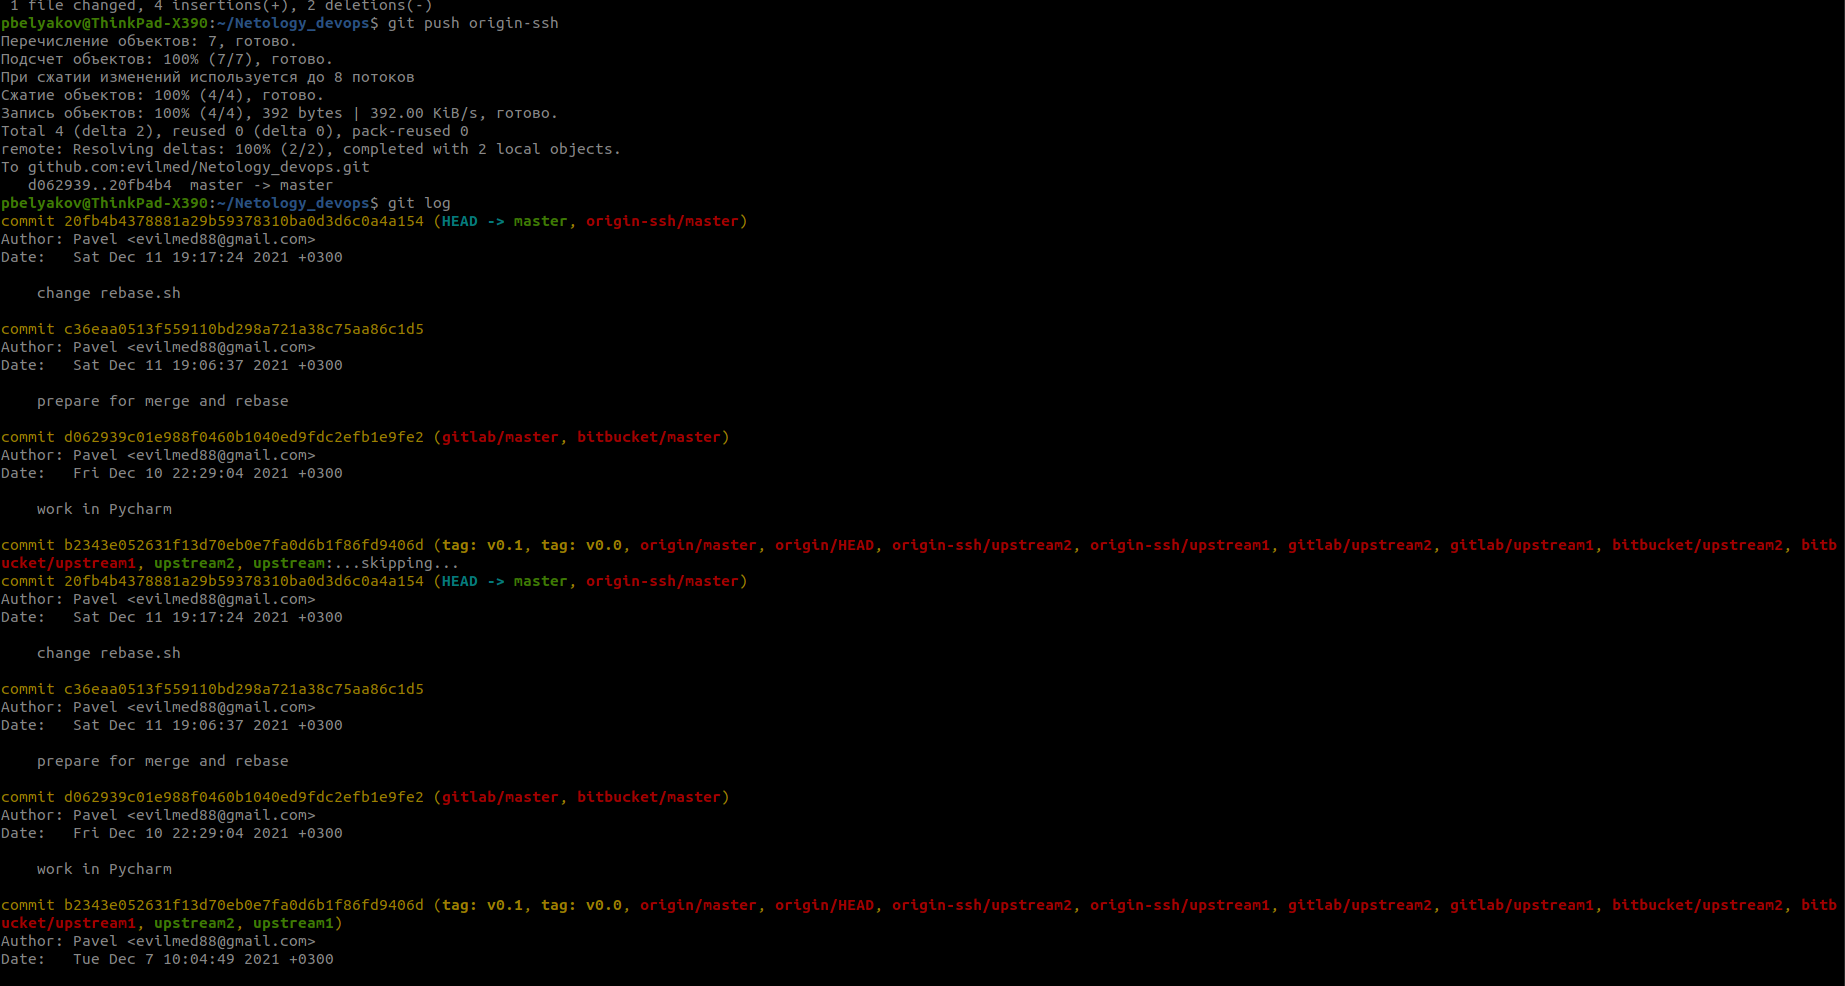 1 file changed, 4 insertions(+), 2 deletions(-)
pbelyakov@ThinkPad-X390:~/Netology_devops$ git push origin-ssh
Перечисление объектов: 7, готово.
Подсчет объектов: 100% (7/7), готово.
При сжатии изменений используется до 8 потоков
Сжатие объектов: 100% (4/4), готово.
Запись объектов: 100% (4/4), 392 bytes | 392.00 KiB/s, готово.
Total 4 (delta 2), reused 0 (delta 0), pack-reused 0
remote: Resolving deltas: 100% (2/2), completed with 2 local objects.
To github.com:evilmed/Netology_devops.git
   d062939..20fb4b4  master -> master
pbelyakov@ThinkPad-X390:~/Netology_devops$ git log
commit 20fb4b4378881a29b59378310ba0d3d6c0a4a154 (HEAD -> master, origin-ssh/master)
Author: Pavel <evilmed88@gmail.com>
Date:   Sat Dec 11 19:17:24 2021 +0300
    change rebase.sh
commit c36eaa0513f559110bd298a721a38c75aa86c1d5
Author: Pavel <evilmed88@gmail.com>
Date:   Sat Dec 11 19:06:37 2021 +0300
    prepare for merge and rebase
commit d062939c01e988f0460b1040ed9fdc2efb1e9fe2 (gitlab/master, bitbucket/master)
Author: Pavel <evilmed88@gmail.com>
Date:   Fri Dec 10 22:29:04 2021 +0300
    work in Pycharm
commit b2343e052631f13d70eb0e7fa0d6b1f86fd9406d (tag: v0.1, tag: v0.0, origin/master, origin/HEAD, origin-ssh/upstream2, origin-ssh/upstream1, gitlab/upstream2, gitlab/upstream1, bitbucket/upstream2, bitb
ucket/upstream1, upstream2, upstream:...skipping...
commit 20fb4b4378881a29b59378310ba0d3d6c0a4a154 (HEAD -> master, origin-ssh/master)
Author: Pavel <evilmed88@gmail.com>
Date:   Sat Dec 11 19:17:24 2021 +0300
    change rebase.sh
commit c36eaa0513f559110bd298a721a38c75aa86c1d5
Author: Pavel <evilmed88@gmail.com>
Date:   Sat Dec 11 19:06:37 2021 +0300
    prepare for merge and rebase
commit d062939c01e988f0460b1040ed9fdc2efb1e9fe2 (gitlab/master, bitbucket/master)
Author: Pavel <evilmed88@gmail.com>
Date:   Fri Dec 10 22:29:04 2021 +0300
    work in Pycharm
commit b2343e052631f13d70eb0e7fa0d6b1f86fd9406d (tag: v0.1, tag: v0.0, origin/master, origin/HEAD, origin-ssh/upstream2, origin-ssh/upstream1, gitlab/upstream2, gitlab/upstream1, bitbucket/upstream2, bitb
ucket/upstream1, upstream2, upstream1)
Author: Pavel <evilmed88@gmail.com>
Date:   Tue Dec 7 10:04:49 2021 +0300